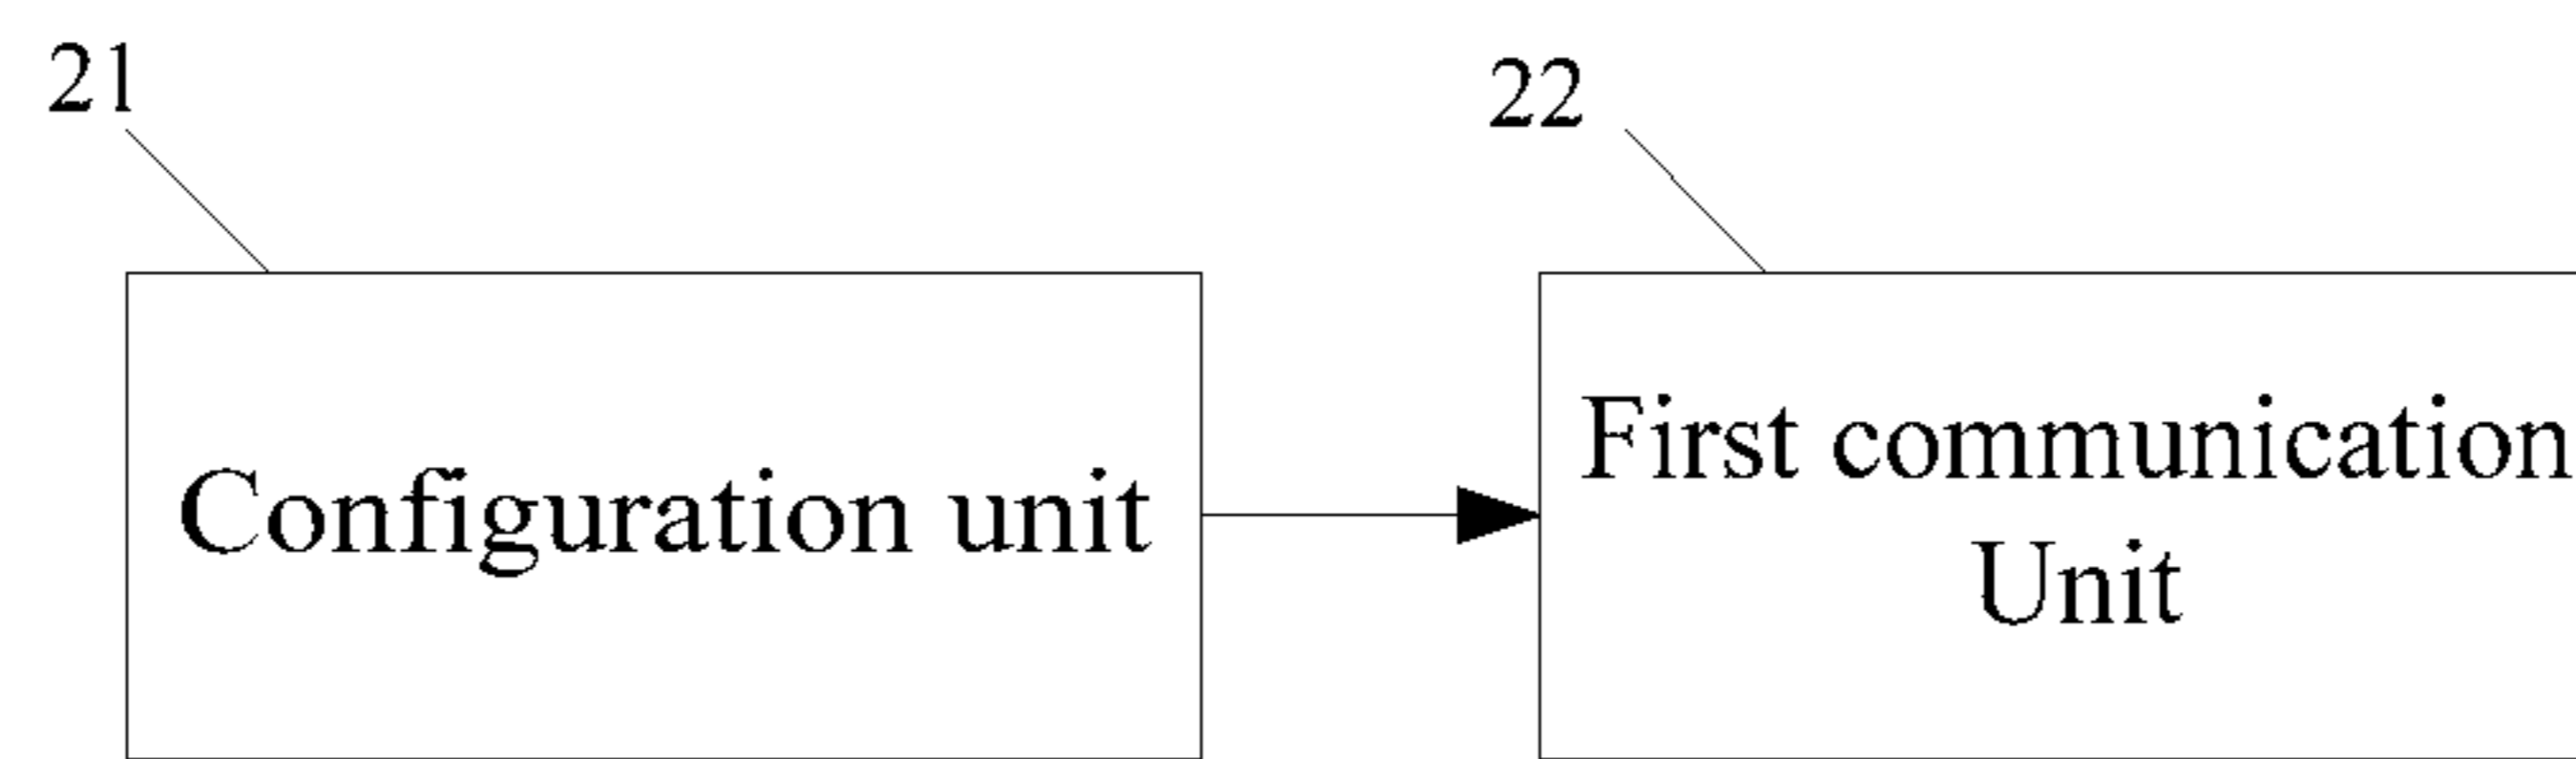 21
22
Configuration unit
First communication
Unit